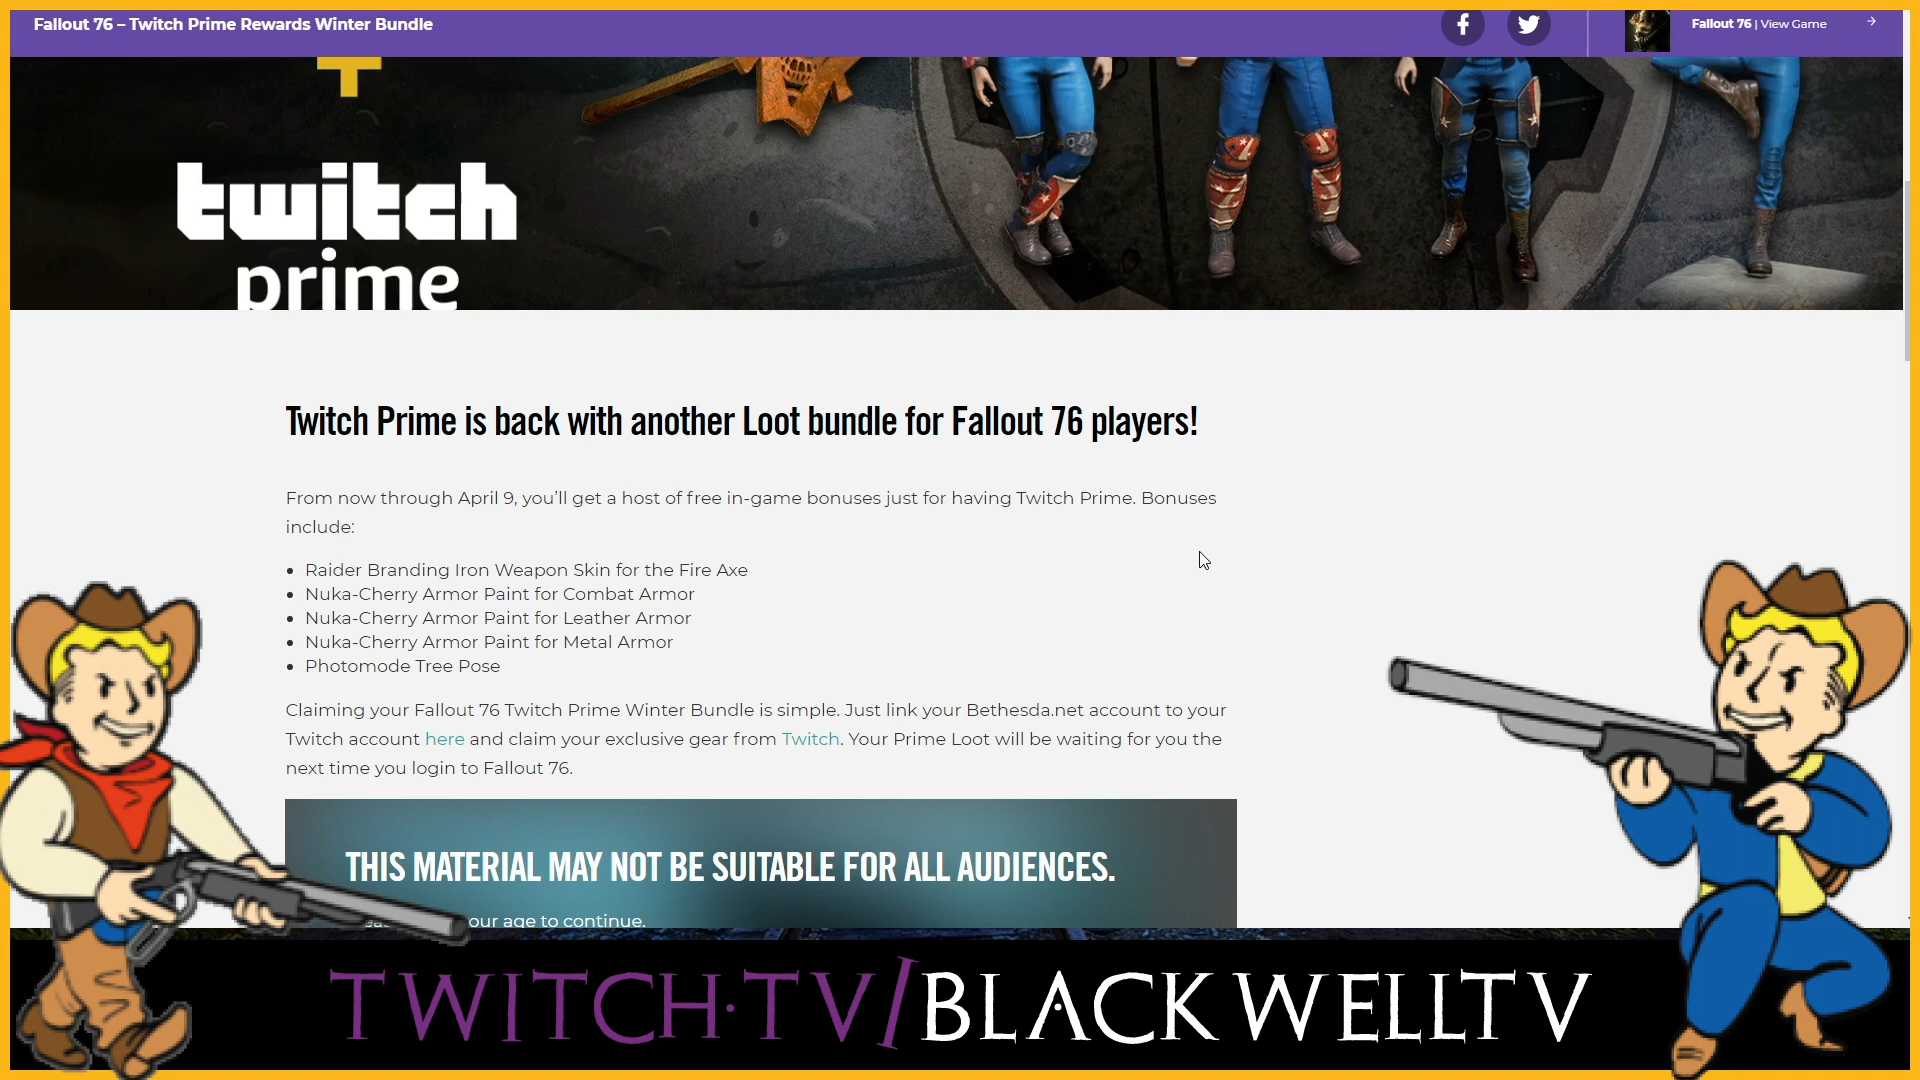 Fallout 76 – Twitch Prime Rewards Winter Bundle
Fallout 76 | View Game
twitch
prime
Twitch Prime is back with another Loot bundle for Fallout 76 players!
From now through April 9, you’ll get a host of free in-game bonuses just for having Twitch Prime. Bonuses
include:
Raider Branding Iron Weapon Skin for the Fire Axe
Nuka-Cherry Armor Paint for Combat Armor
Nuka-Cherry Armor Paint for Leather Armor
Nuka-Cherry Armor Paint for Metal Armor
Photomode Tree Pose
Claiming your Fallout 76 Twitch Prime Winter Bundle is simple. Just link your Bethesda.net account to your
Twitch account here and claim your exclusive gear from Twitch. Your Prime Loot will be waiting for you the
next time you login to Fallout 76.
THIS MATERIAL MAY NOT BE SUITABLE FOR ALL AUDIENCES.
our age to continue.
TWITCH.TV/BLACKWELLTV